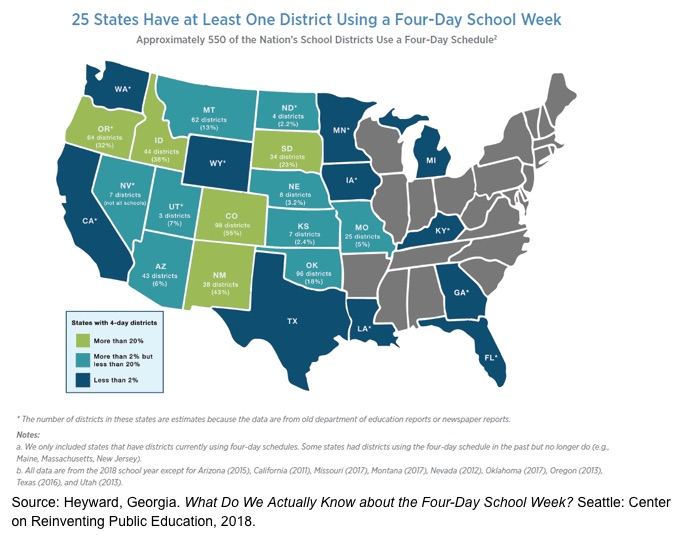 25 States Have at Least One District Using a Four-Day School Week
Approximately 550 of the Nation's School Districts Use a Four-Day Schedule²
WA*
OR*
64 districts
(32%)
ID
44 districts
(38%)
MT
62 districts
(13%)
ND*
4 districts
(2.2%)
MN*
WY*
SD
34 districts
(23%)
IA*
MI
NV*
7 districts
(not all schools)
UT*
3 districts
(7%)
CO
98 districts
(55%)
NE
8 districts
(3.2%)
KS
7 districts
(2.4%)
MO
25 districts
(5%)
KY*
CA*
AZ
43 districts
(6%)
NM
38 districts
(43%)
OK
96 districts
(18%)
TX
LA*
GA*
FL*
States with 4-day districts
More than 20%
More than 2% but
less than 20%
Less than 2%
* The number of districts in these states are estimates because the data are from old department of education reports or newspaper reports.
Notes:
a. We only included states that have districts currently using four-day schedules. Some states had districts using the four-day schedule in the past but no longer do (e.g.,
Maine, Massachusetts, New Jersey).
b. All data are from the 2018 school year except for Arizona (2015), California (2011), Missouri (2017), Montana (2017), Nevada (2012), Oklahoma (2017), Oregon (2013),
Texas (2016), and Utah (2013).
Source: Heyward, Georgia. What Do We Actually Know about the Four-Day School Week? Seattle: Center
on Reinventing Public Education, 2018.